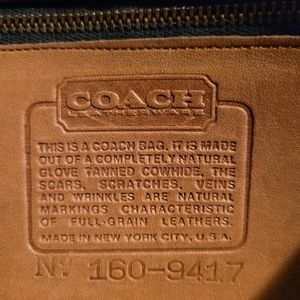 COACH
LEATHERWARE
THIS IS A COACH BAG. IT IS MADE
OUT OF A COMPLETELY NATURAL
GLOVE TANNED COWHIDE, THE
SCARS, SCRATCHES, VEINS
AND WRINKLES ARE NATURAL
MARKINGS CHARACTERISTIC
OF FULL-GRAIN LEATHERS.
MADE IN NEW YORK CITY, U.S.A.
No: 160-9417